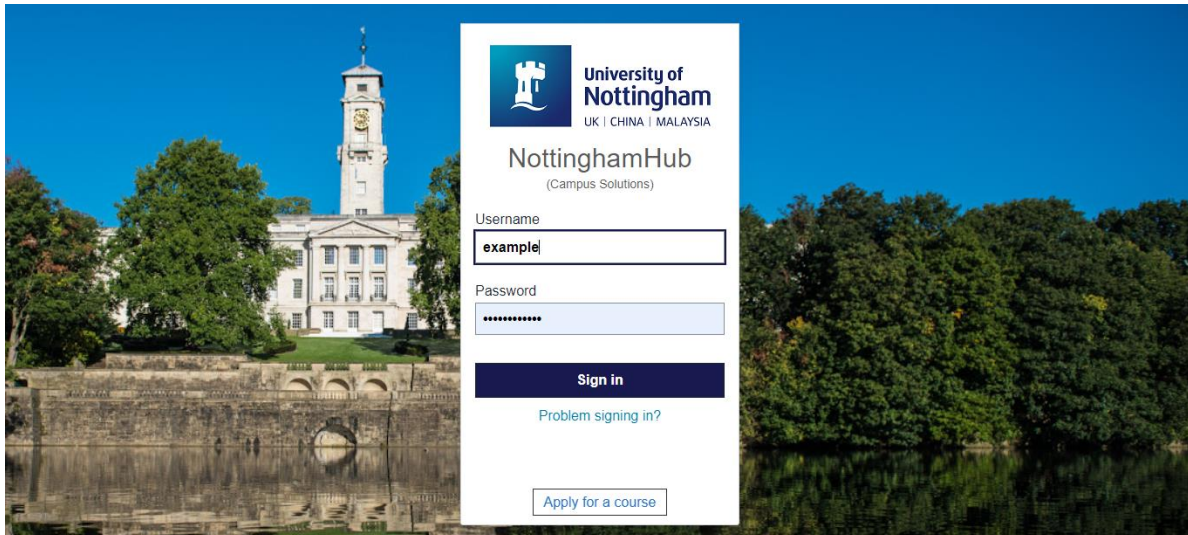 University of
Nottingham
UK | CHINA | MALAYSIA
NottinghamHub
(Campus Solutions)
Username
example
Password
••••••••••••
Sign in
Problem signing in?
Apply for a course